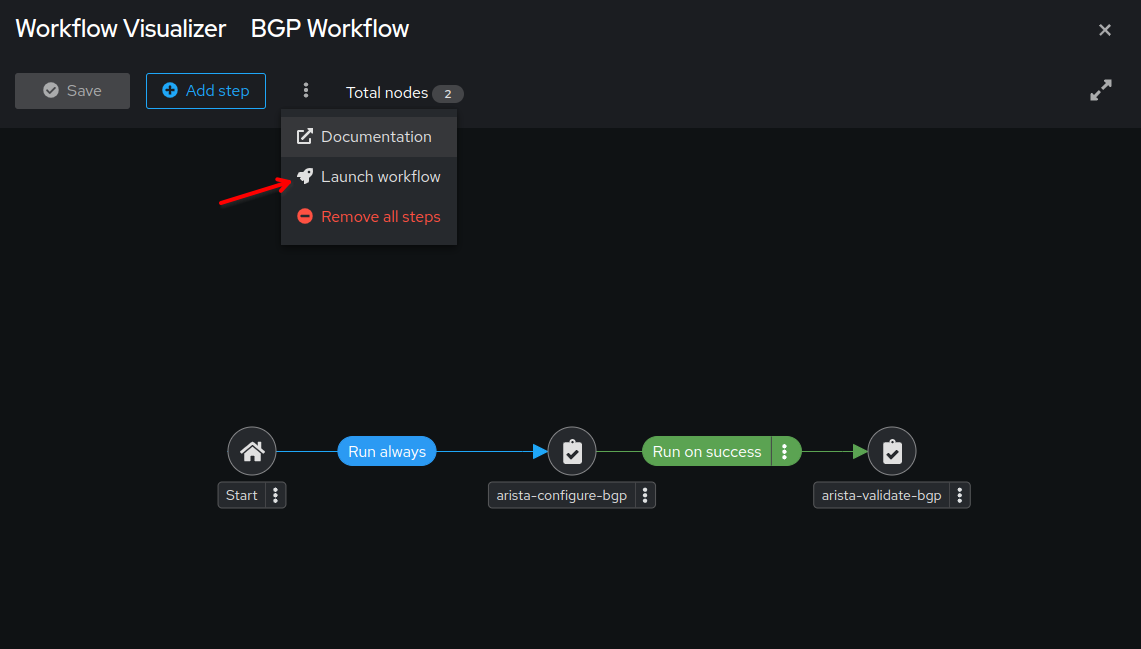 Workflow Visualizer BGP Workflow
Save Add step Total nodes 2
Documentation
Launch workflow
Remove all steps
Run always Run on success
Start arista-configure-bgp arista-validate-bgp